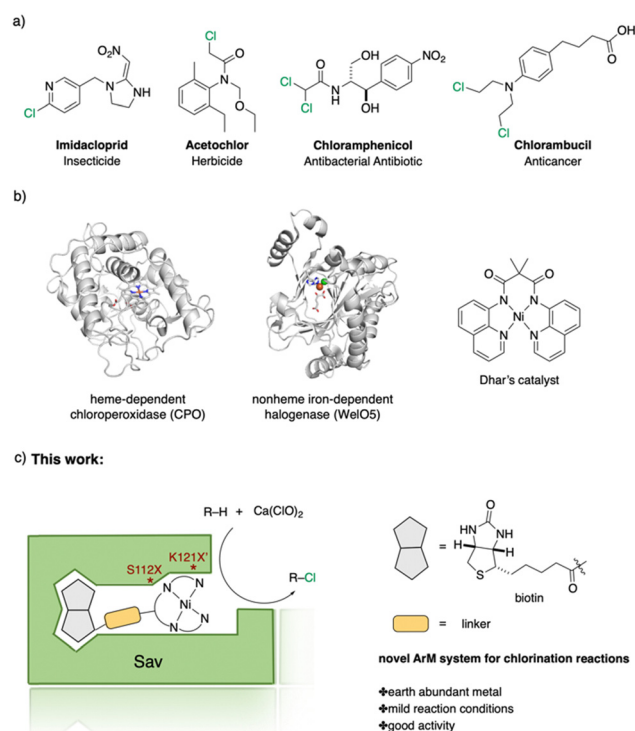 a)
O₂N
N
N
NH
Cl
Imidacloprid
Insecticide
Cl
O
N
O
Acetochlor
Herbicide
Cl
Cl
O
N
H
HO
OH
NO₂
Chloramphenicol
Antibacterial Antibiotic
Cl
Cl
N
OH
O
Chlorambucil
Anticancer
b)
heme-dependent
chloroperoxidase (CPO)
nonheme iron-dependent
halogenase (WelO5)
O
O
N
N
Ni
N
N
Dhar's catalyst
c) This work:
R–H + Ca(ClO)₂
S112X
K121X'
*
*
N
N
Ni
N
N
R–Cl
Sav
=
O
HN
NH
H
H
S
O
biotin
= linker
novel ArM system for chlorination reactions
✤earth abundant metal
✤mild reaction conditions
✤good activity